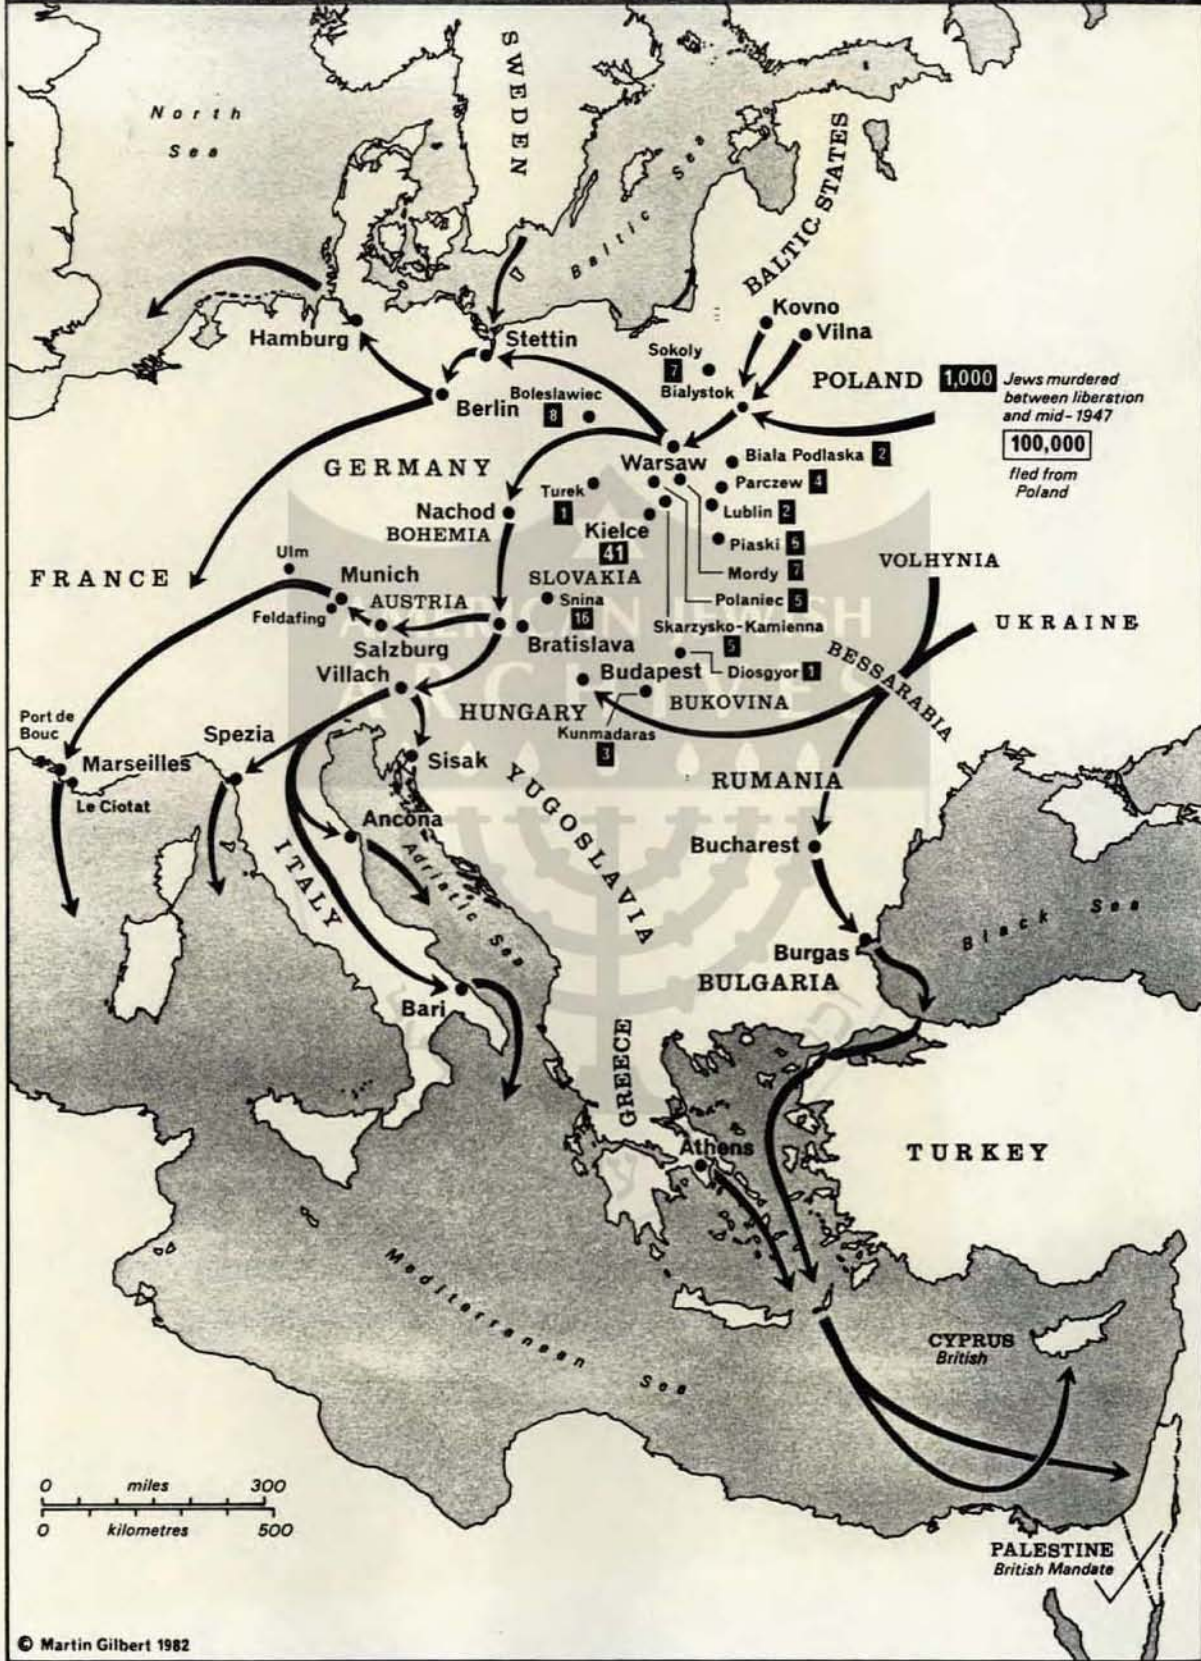 SWEDEN
North
Sea
Baltic Sea
BALTIC STATES
Kovno
Vilna
Hamburg
Stettin
Sokoly
7
Bialystok
POLAND
1,000 Jews murdered
between liberation
and mid-1947
100,000
fled from
Poland
Berlin
Boleslawiec
8
GERMANY
Warsaw
Biala Podlaska 2
Turek
1
Parczew 4
Lublin 2
Nachod
BOHEMIA
Kielce
41
Piaski 5
Mordy 7
Polaniec 5
Skarzysko-Kamienna
5
VOLHYNIA
UKRAINE
FRANCE
Ulm
Munich
Feldafing
AUSTRIA
Salzburg
SLOVAKIA
Snina
16
Bratislava
Villach
Budapest
Diosgyor 1
BESSARABIA
HUNGARY
BUKOVINA
Kunmadaras
3
Port de
Bouc
Marseilles
Le Ciotat
Spezia
Sisak
YUGOSLAVIA
RUMANIA
Ancona
Adriatic Sea
ITALY
Bucharest
Black Sea
Burgas
BULGARIA
Bari
GREECE
Athens
TURKEY
Mediterranean
Sea
CYPRUS
British
0 miles 300
0 kilometres 500
PALESTINE
British Mandate
© Martin Gilbert 1982
AMERICAN JEWISH
ARCHIVES